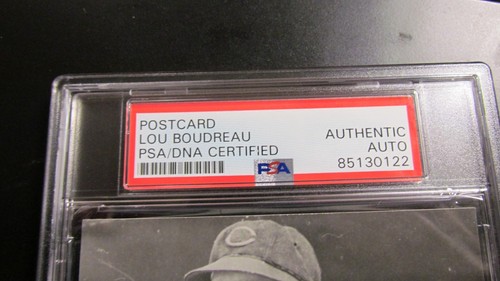 POSTCARD
LOU BOUDREAU
PSA/DNA CERTIFIED
AUTHENTIC
AUTO
85130122
PSA
C